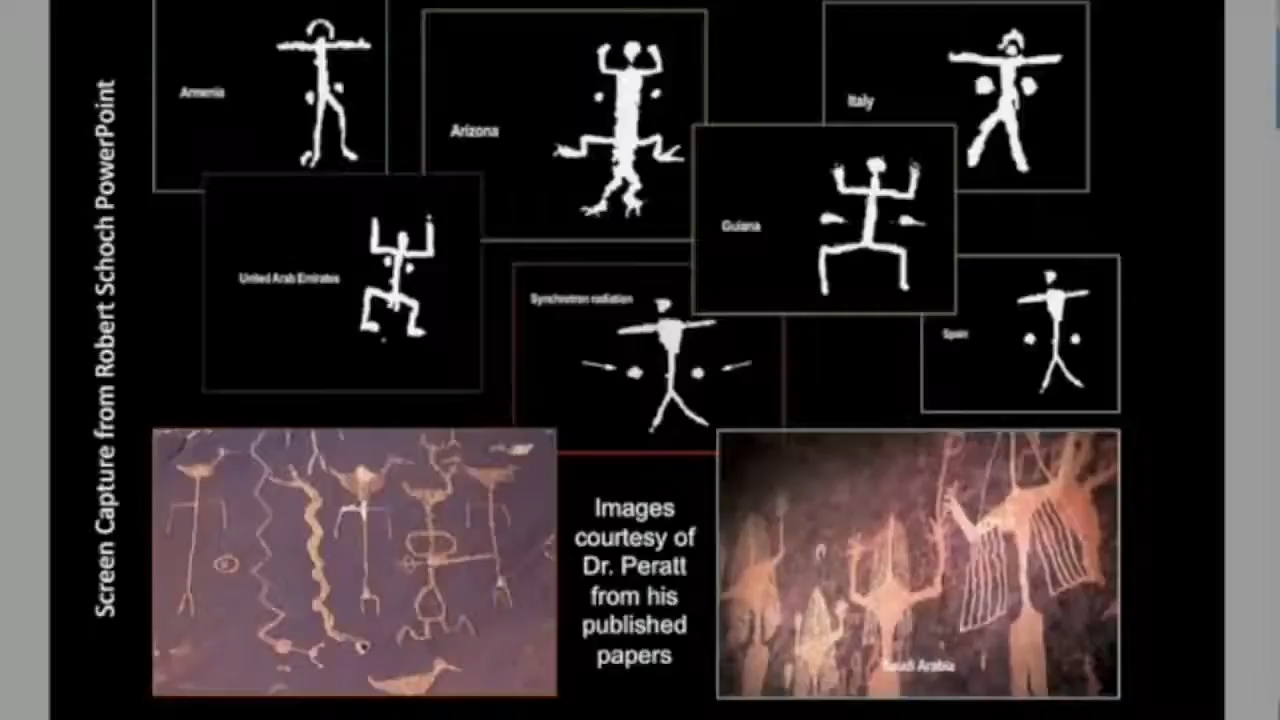 Screen Capture from Robert Schoch PowerPoint
Armenia
Arizona
Italy
Guiana
United Arab Emirates
Synchrotron radiation
Spain
Images
courtesy of
Dr. Peratt
from his
published
papers
Saudi Arabia